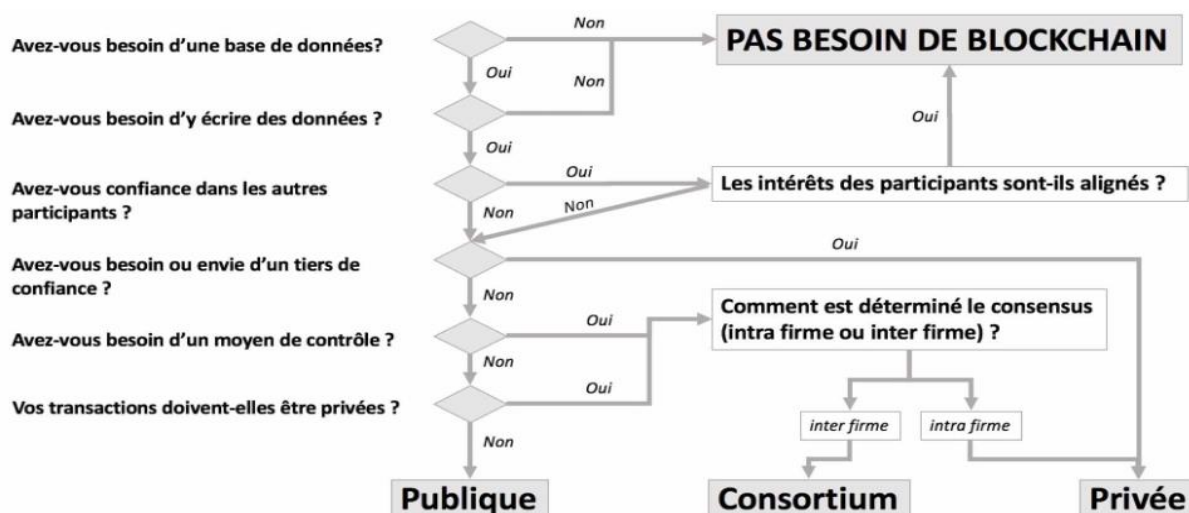 Non
Avez-vous besoin d'une base de données?
PAS BESOIN DE BLOCKCHAIN
Oui
Non
Avez-vous besoin d'y écrire des données ?
Oui
Oui
Avez-vous confiance dans les autres
participants ?
Oui
Les intérêts des participants sont-ils alignés ?
Non
Non
Oui
Avez-vous besoin ou envie d'un tiers de
confiance ?
Non
Comment est déterminé le consensus
(intra firme ou inter firme) ?
Oui
Avez-vous besoin d'un moyen de contrôle ?
Non
Oui
Vos transactions doivent-elles être privées ?
inter firme
intra firme
Non
Publique
Consortium
Privée